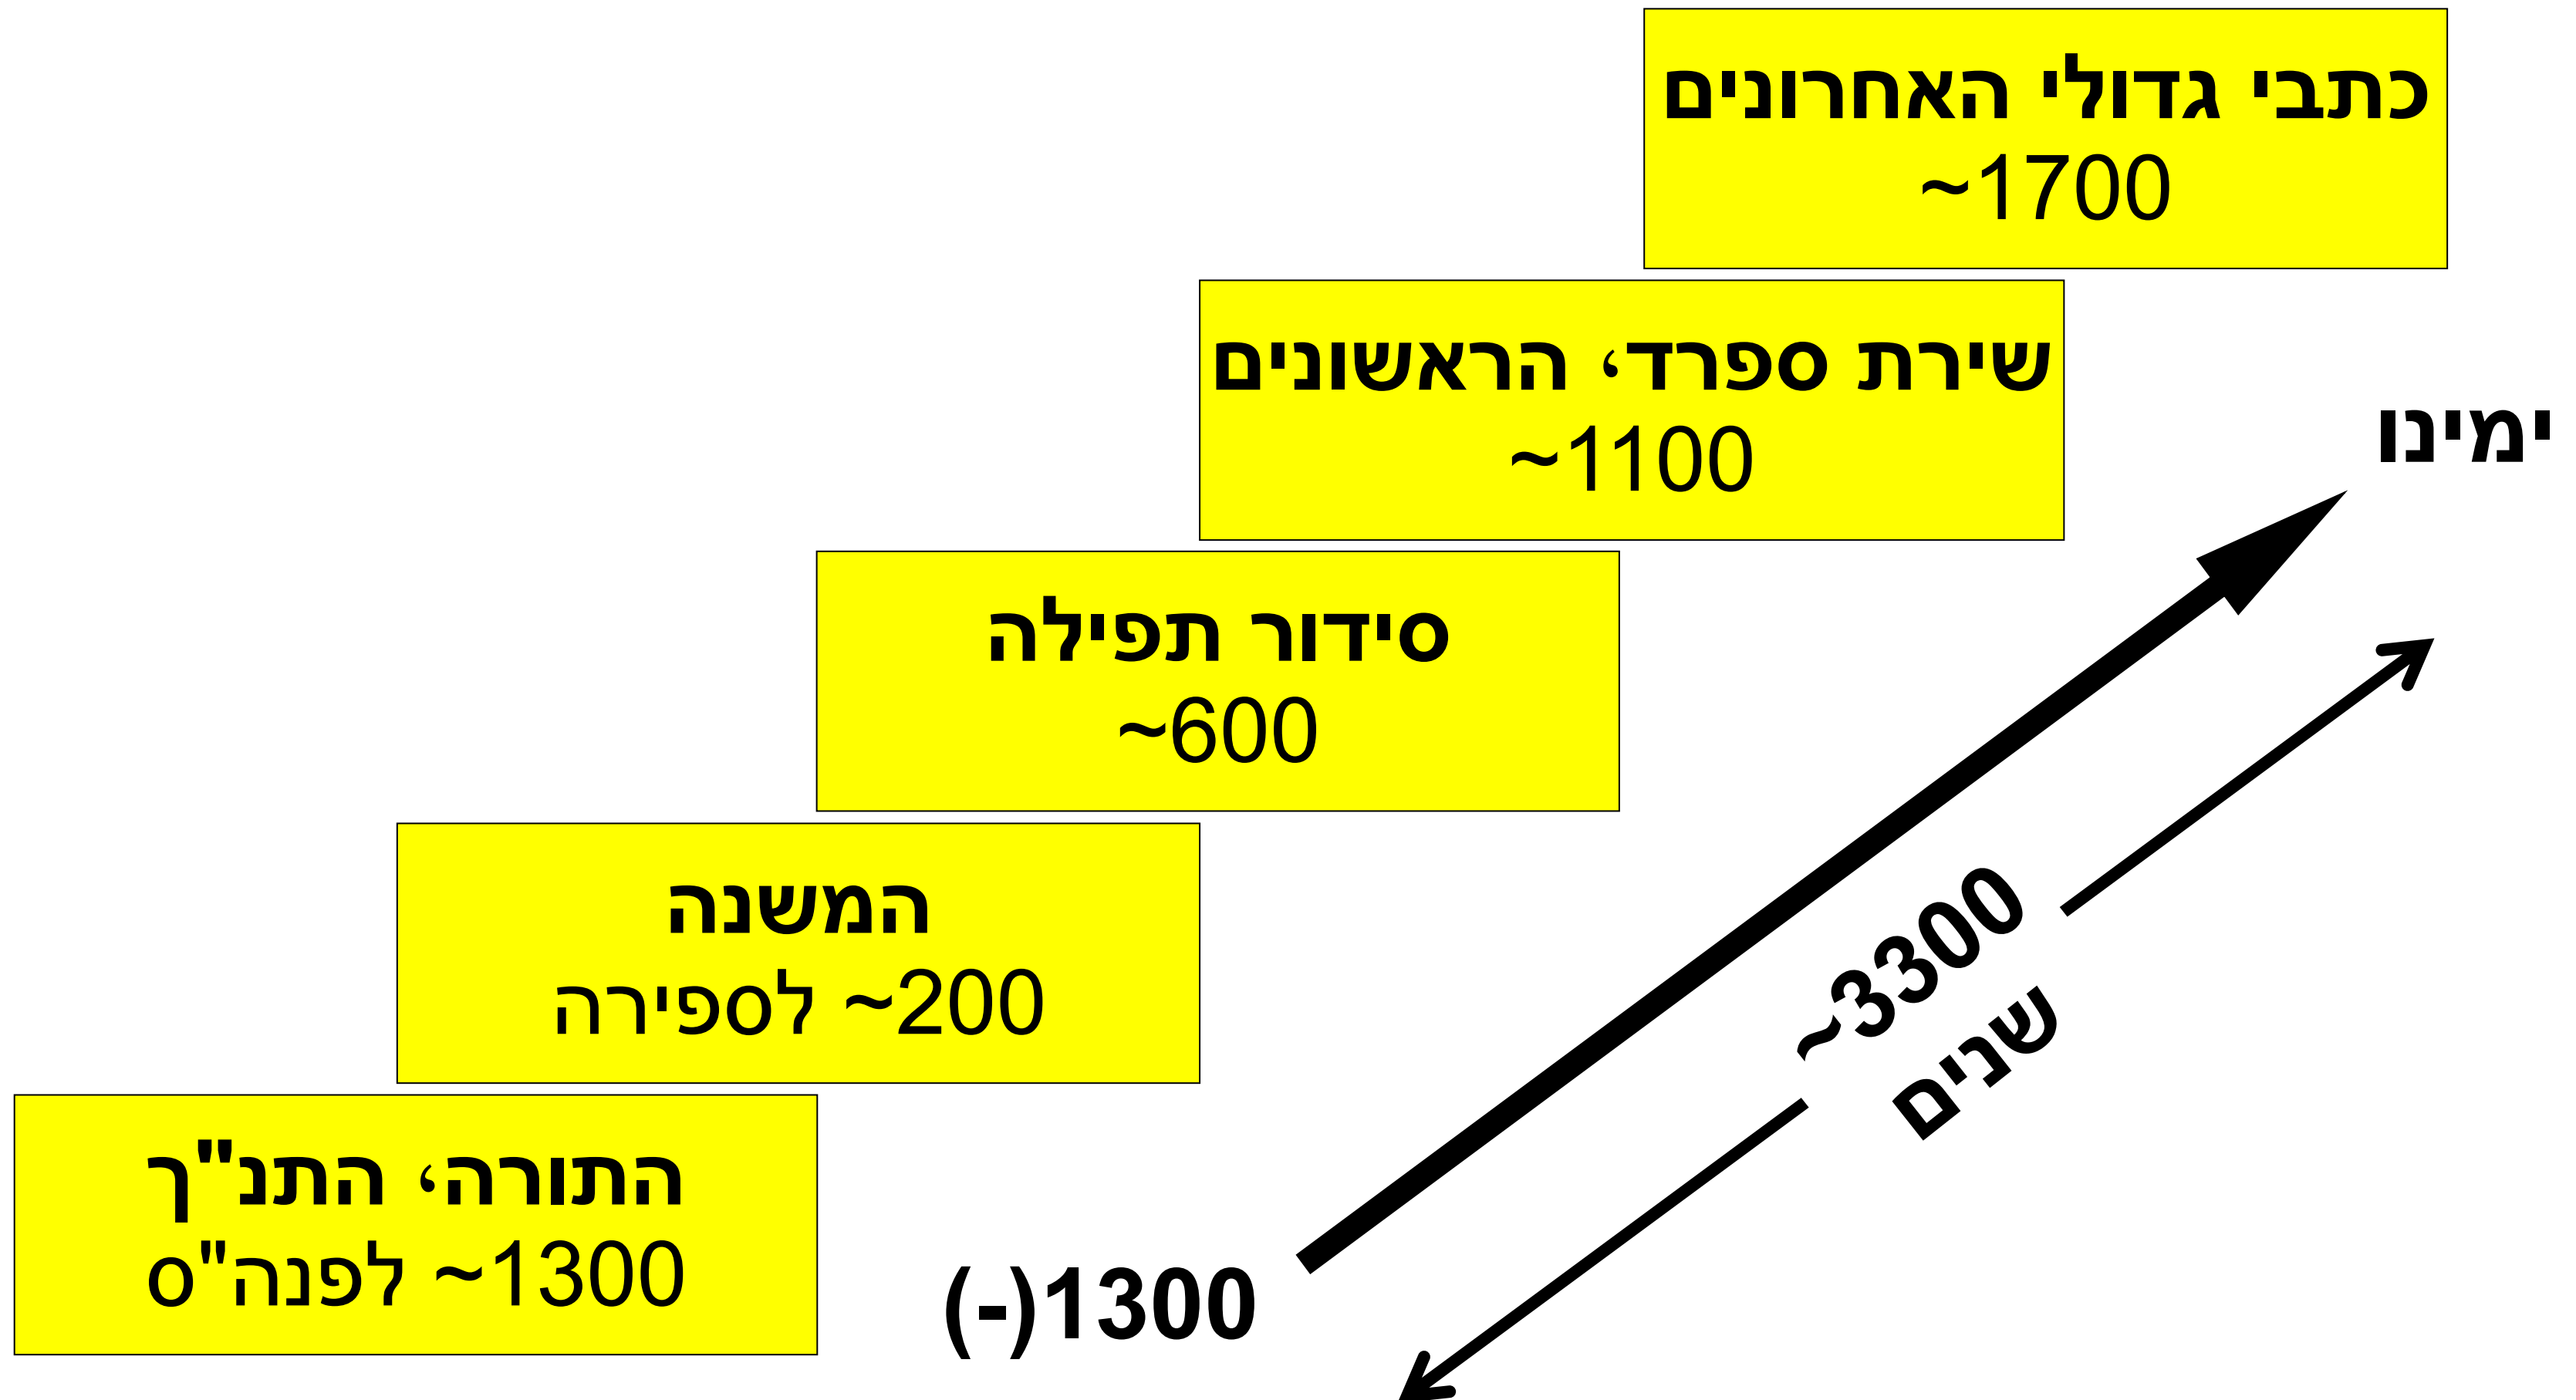 כתבי גדולי האחרונים
~1700
שירת ספרד, הראשונים
~1100
ימינו
סידור תפילה
~600
המשנה
~200 לספירה
~3300
שנים
התורה, התנ"ך
~1300 לפנה"ס
(-)1300